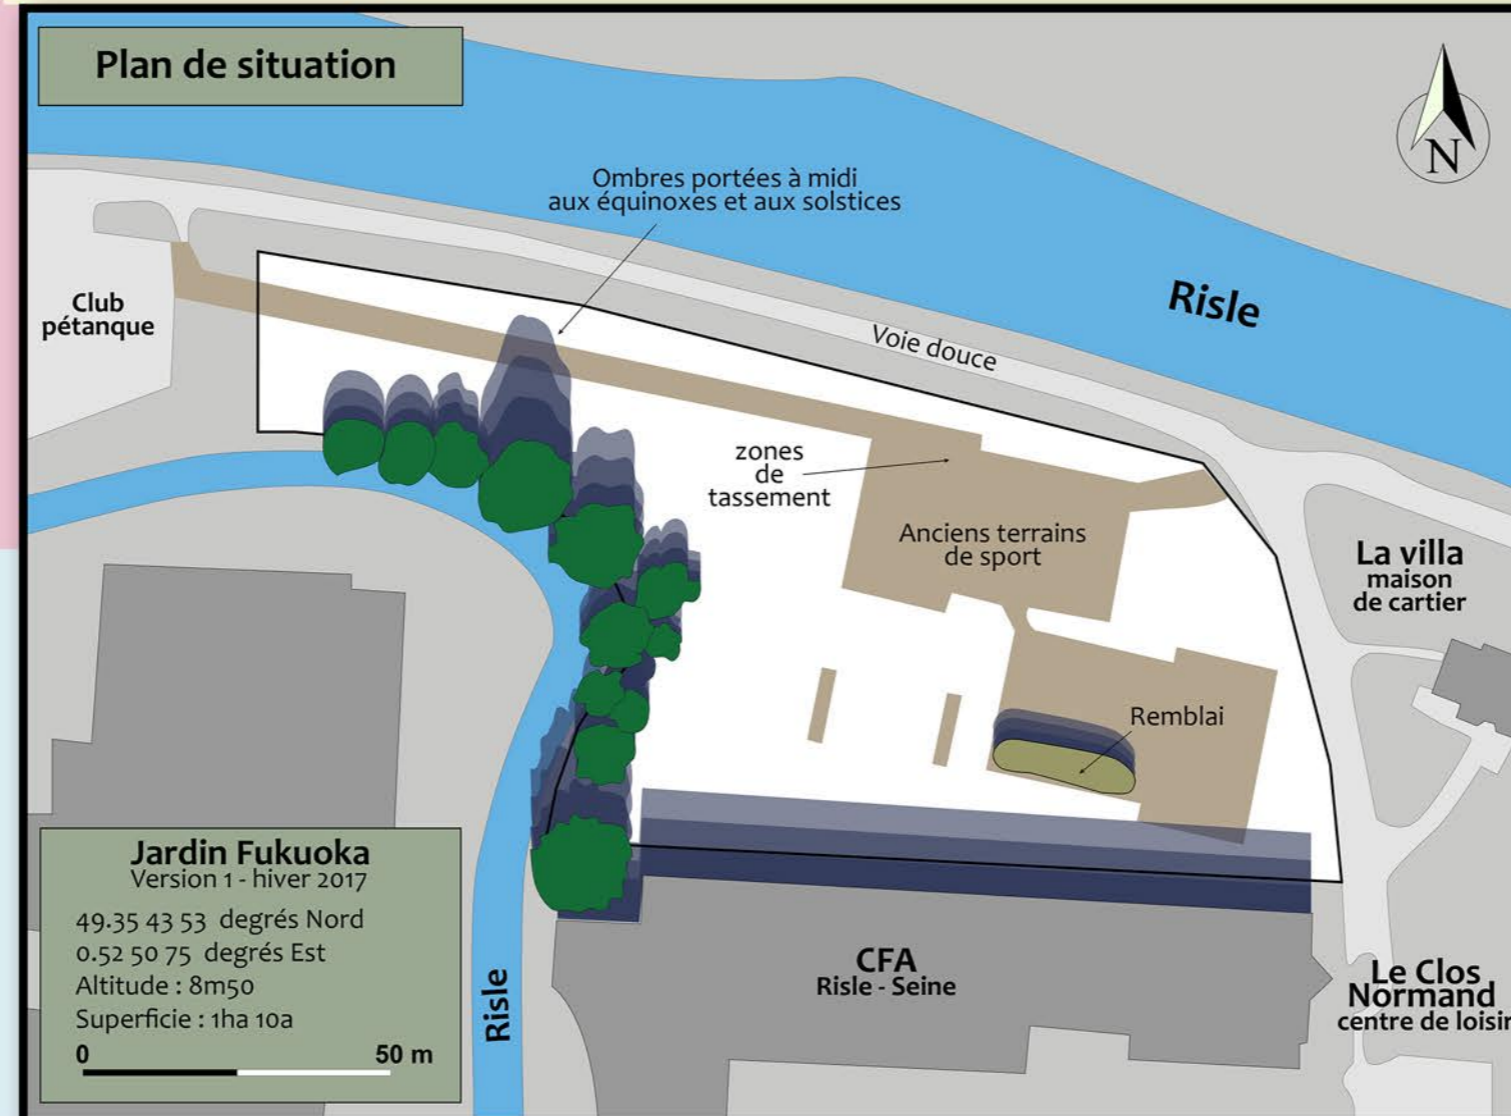 Plan de situation
N
Ombres portées à midi
aux équinoxes et aux solstices
Risle
Club
pétanque
Voie douce
zones
de
tassement
Anciens terrains
de sport
La villa
maison
de cartier
Remblai
Jardin Fukuoka
Version 1 - hiver 2017
49.35 43 53 degrés Nord
0.52 50 75 degrés Est
Altitude : 8m50
Superficie : 1ha 10a
0 50 m
Risle
CFA
Risle - Seine
Le Clos
Normand
centre de loisir